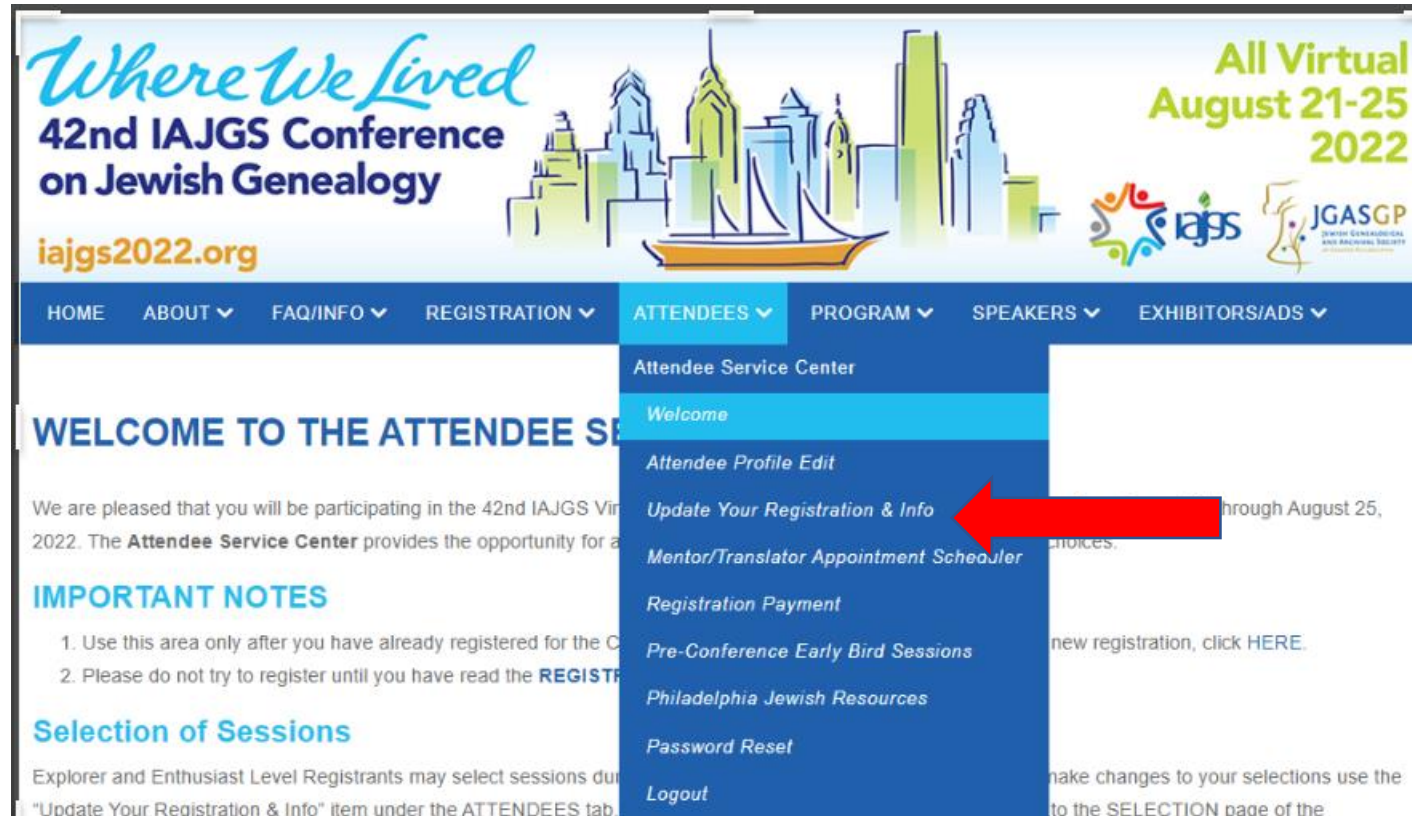 Where We Lived
42nd IAJGS Conference
on Jewish Genealogy
iajgs2022.org
All Virtual
August 21-25
2022
iajgs
JGASGP
JEWISH GENEALOGICAL
AND ARCHIVAL SOCIETY
HOME ABOUT FAQ/INFO REGISTRATION ATTENDEES PROGRAM SPEAKERS EXHIBITORS/ADS
Attendee Service Center
Welcome
Attendee Profile Edit
Update Your Registration & Info
Mentor/Translator Appointment Scheduler
Registration Payment
Pre-Conference Early Bird Sessions
Philadelphia Jewish Resources
Password Reset
Logout
WELCOME TO THE ATTENDEE
We are pleased that you will be participating in the 42nd IAJGS through August 25,
2022. The Attendee Service Center provides the opportunity for a choices.
IMPORTANT NOTES
1. Use this area only after you have already registered for the new registration, click HERE.
2. Please do not try to register until you have read the
Selection of Sessions
Explorer and Enthusiast Level Registrants may select sessions make changes to your selections use the
"Update Your Registration & Info" item under the ATTENDEES tab to the SELECTION page of the